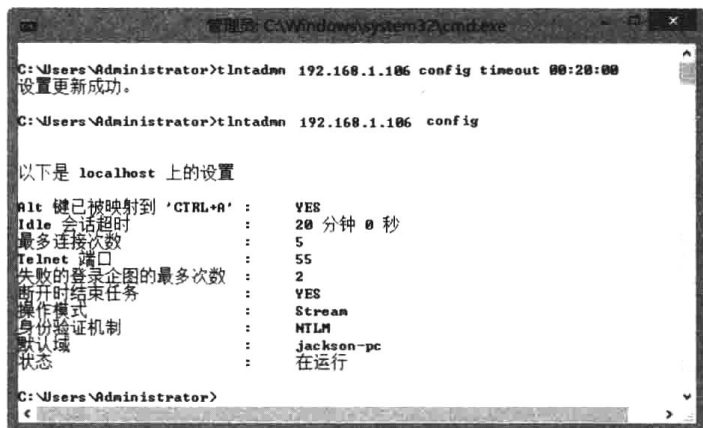 管理员: C:\Windows\system32\cmd.exe
C:\Users\Administrator>tlntadmn 192.168.1.106 config timeout 00:20:00
设置更新成功。
C:\Users\Administrator>tlntadmn 192.168.1.106 config
以下是 localhost 上的设置
Alt 键已被映射到 'CTRL+A' : YES
Idle 会话超时 : 20 分钟 0 秒
最多连接次数 : 5
Telnet 端口 : 55
失败的登录企图的最多次数 : 2
断开时结束任务 : YES
操作模式 : Stream
身份验证机制 : NTLM
默认域 : jackson-pc
状态 : 在运行
C:\Users\Administrator>